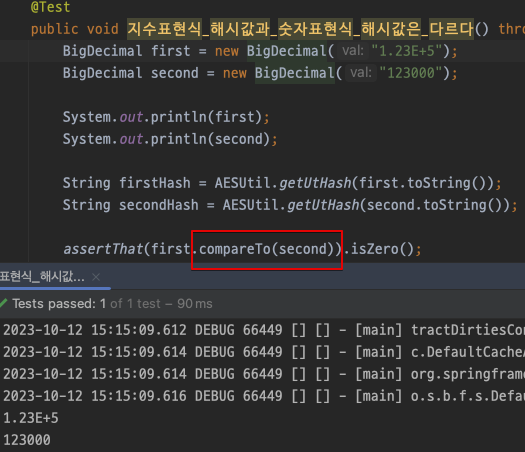 @Test
public void 지수표현식_해시값과_숫자표현식_해시값은_다르다() thro
BigDecimal first = new BigDecimal( val: "1.23E+5");
BigDecimal second = new BigDecimal( val: "123000");
System.out.println(first);
System.out.println(second);
String firstHash = AESUtil.getUtHash(first.toString());
String secondHash = AESUtil.getUtHash(second.toString());
assertThat(first.compareTo(second)).isZero();
표현식_해시값... ×
Tests passed: 1 of 1 test – 90 ms
2023-10-12 15:15:09.612 DEBUG 66449 [] [] - [main] tractDirtiesCon
2023-10-12 15:15:09.614 DEBUG 66449 [] [] - [main] c.DefaultCacheA
2023-10-12 15:15:09.614 DEBUG 66449 [] [] - [main] org.springframe
2023-10-12 15:15:09.616 DEBUG 66449 [] [] - [main] o.s.b.f.s.Defau
1.23E+5
123000